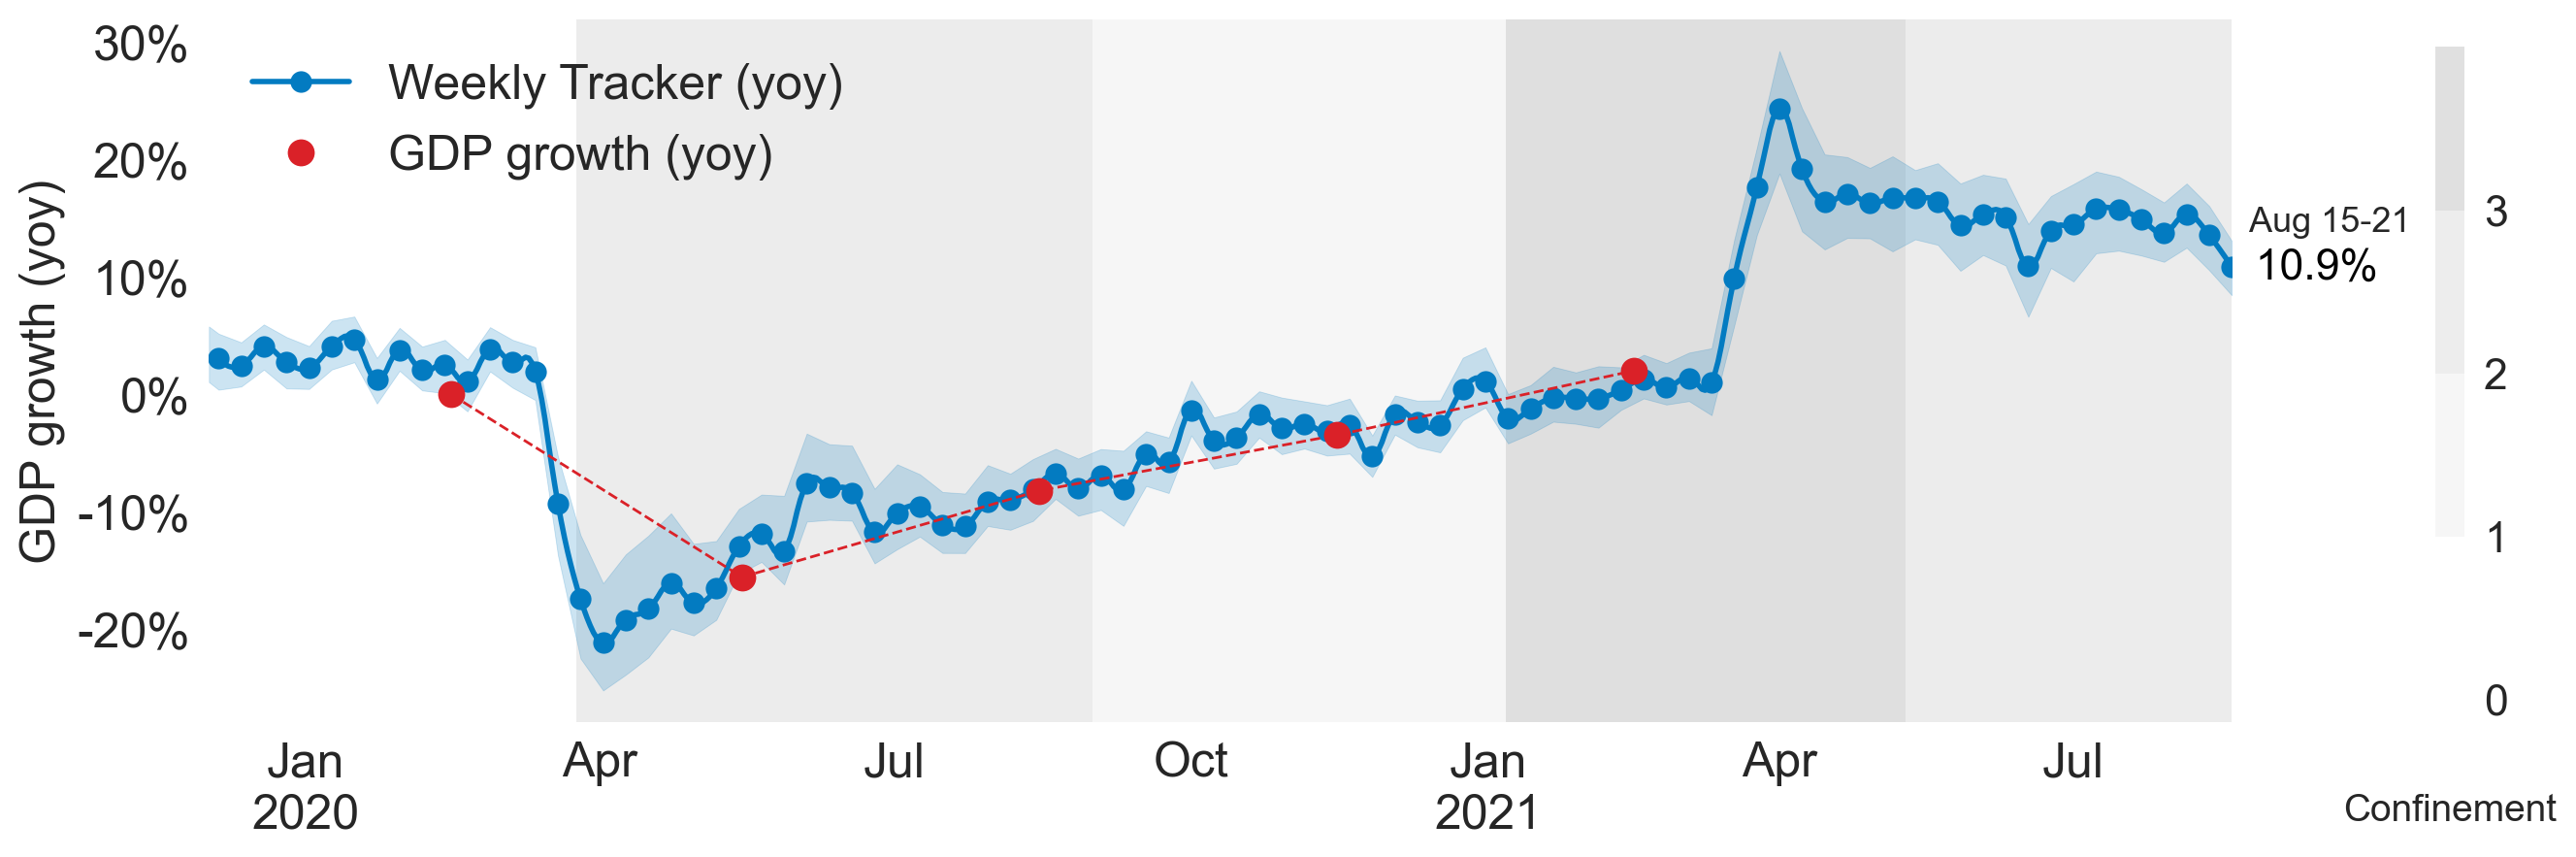 30%
20%
10%
0%
-10%
-20%
GDP growth (yoy)
Weekly Tracker (yoy)
GDP growth (yoy)
Aug 15-21
10.9%
3
2
1
0
Confinement
Jan Apr Jul Oct Jan Apr Jul
2020 2021